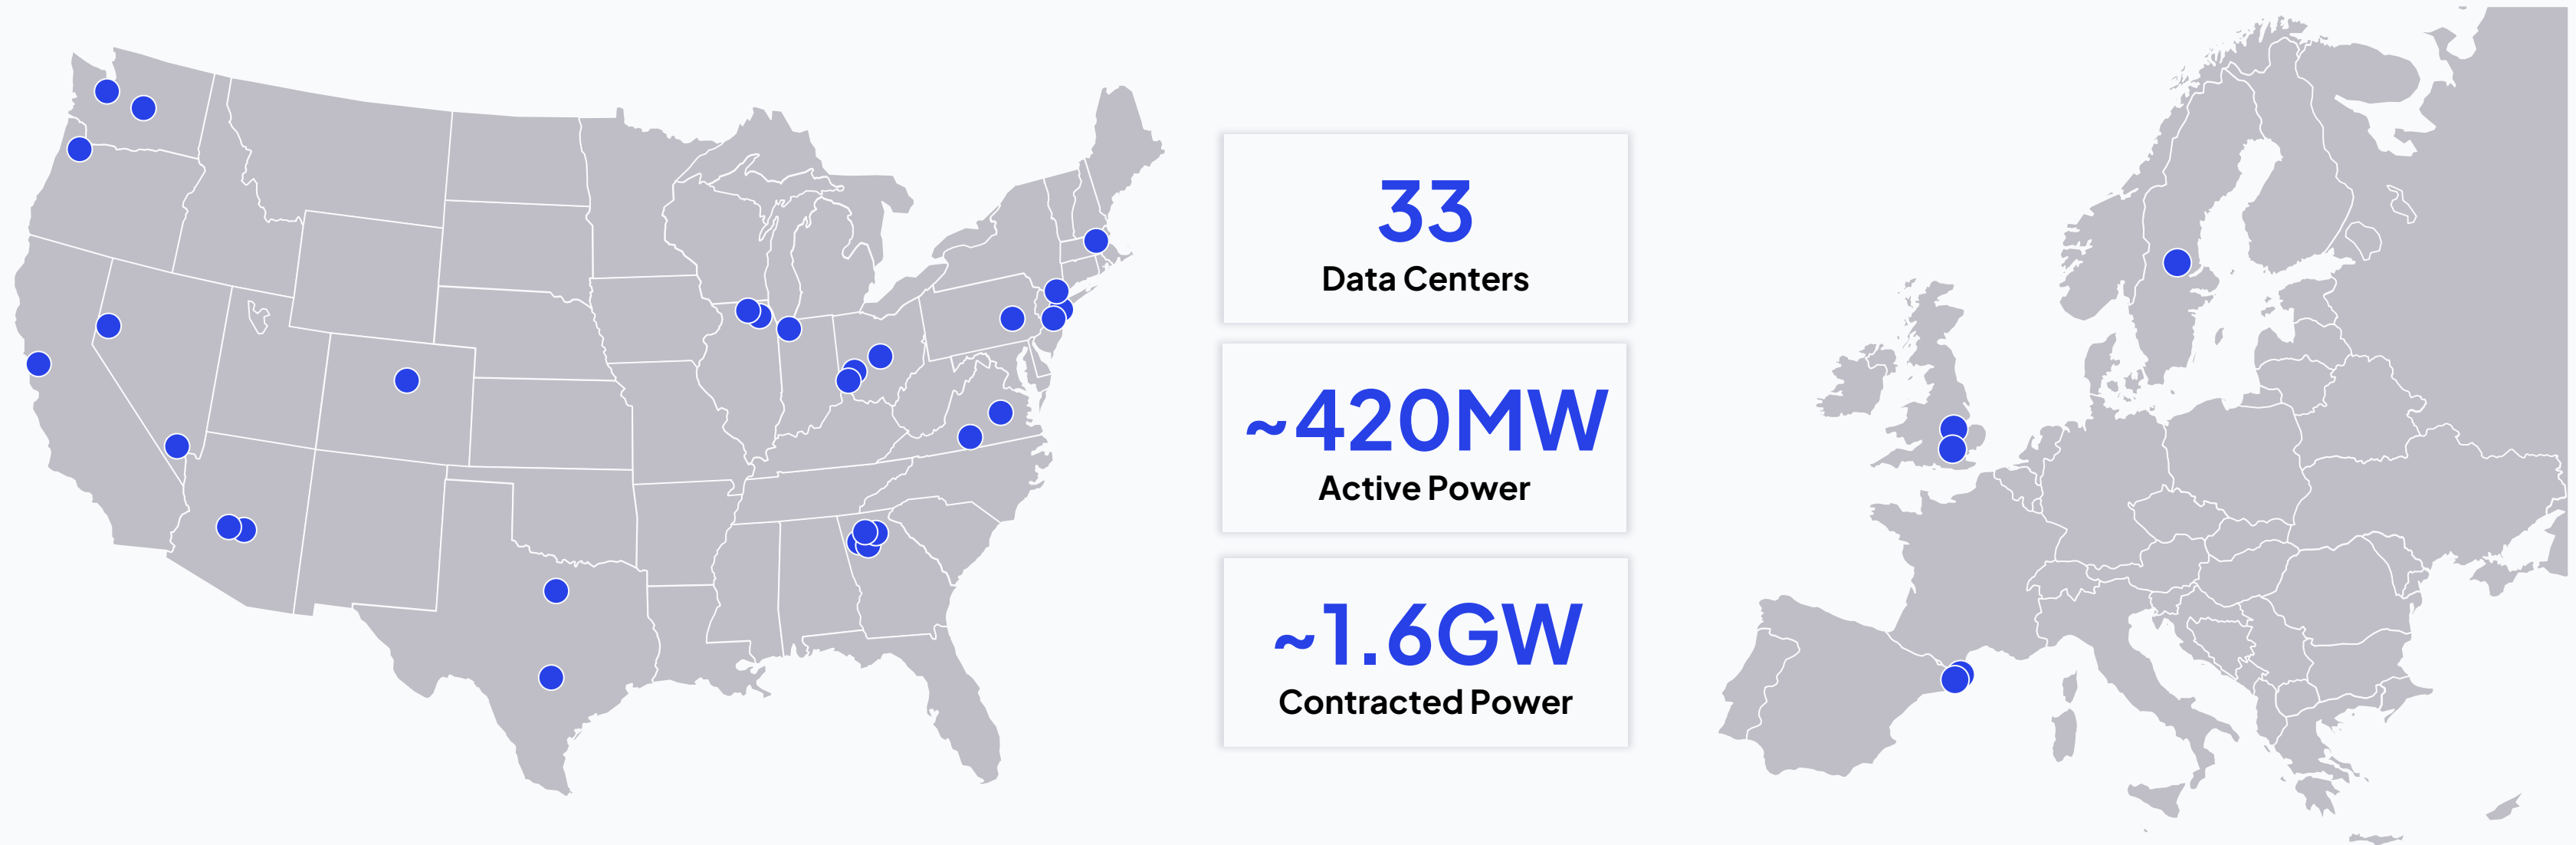 33
Data Centers
~420MW
Active Power
~1.6GW
Contracted Power